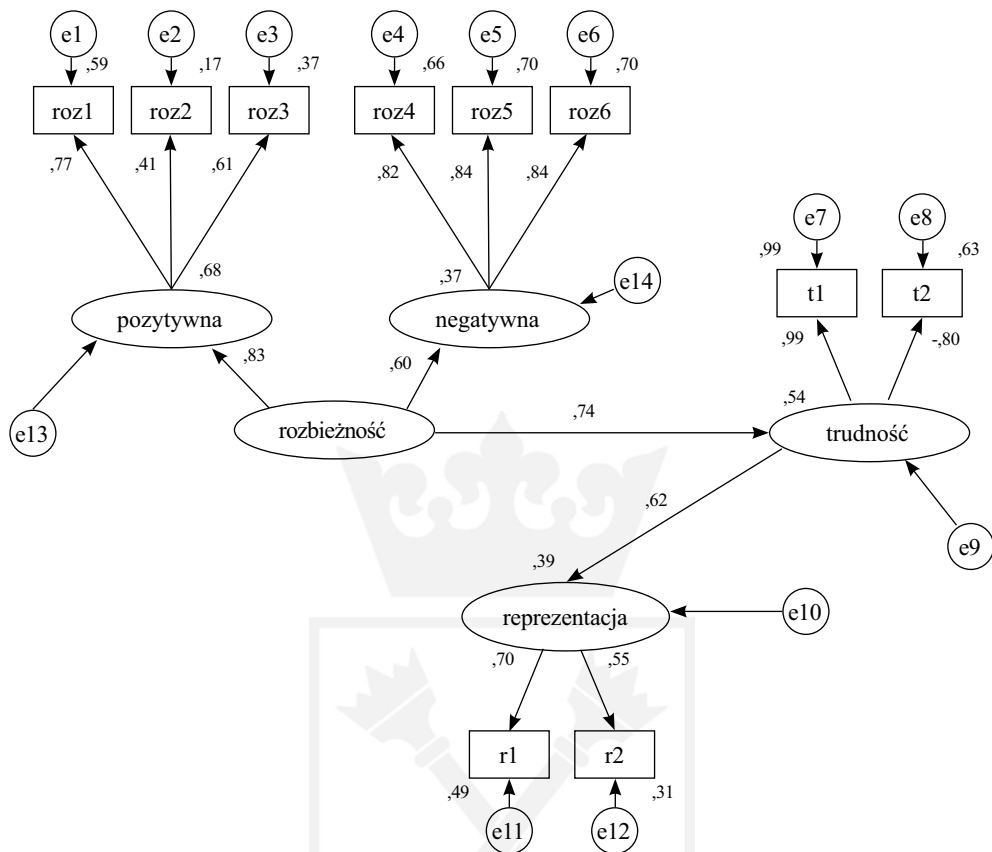 e1 e2 e3 e4 e5 e6
,59 ,17 ,37 ,66 ,70 ,70
roz1 roz2 roz3 roz4 roz5 roz6
,77 ,41 ,61 ,82 ,84 ,84
e7 e8
,99 ,63
,68 ,37 e14 t1 t2
pozytywna negatywna
,83 ,60 ,99 -,80
,74 ,54
e13 rozbieżność trudność
,62
e9
,39
reprezentacja e10
,70 ,55
r1 r2
,49 ,31
e11 e12